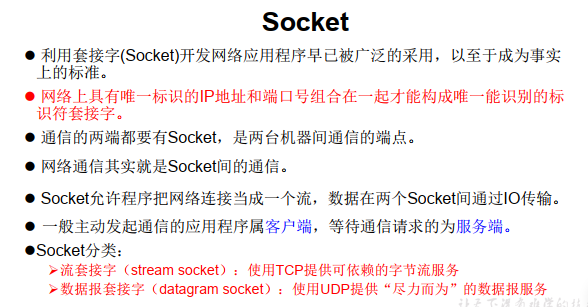 Socket
● 利用套接字(Socket)开发网络应用程序早已被广泛的采用，以至于成为事实
上的标准。
● 网络上具有唯一标识的IP地址和端口号组合在一起才能构成唯一能识别的标
识符套接字。
● 通信的两端都要有Socket，是两台机器间通信的端点。
● 网络通信其实就是Socket间的通信。
● Socket允许程序把网络连接当成一个流，数据在两个Socket间通过IO传输。
● 一般主动发起通信的应用程序属客户端，等待通信请求的为服务端。
●Socket分类：
➢流套接字（stream socket）：使用TCP提供可依赖的字节流服务
➢数据报套接字（datagram socket）：使用UDP提供“尽力而为”的数据报服务